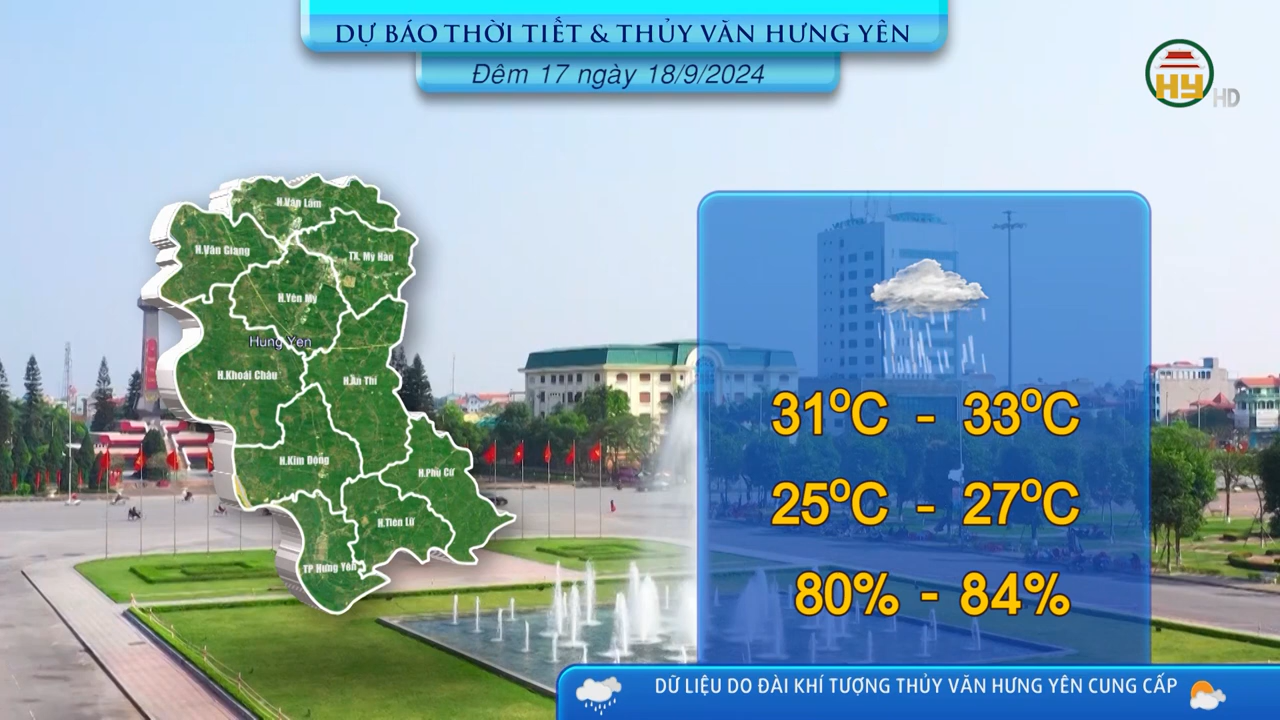 DỰ BÁO THỜI TIẾT & THỦY VĂN HƯNG YÊN
Đêm 17 ngày 18/9/2024
HY HD
H.Văn Lâm
H.Văn Giang
TX. Mỹ Hào
H.Yên Mỹ
Hung Yen
H.Khoái Châu
H.Ân Thi
H.Kim Động
H.Phù Cừ
H.Tiên Lữ
TP Hưng Yên
31ºC - 33ºC
25ºC - 27ºC
80% - 84%
DỮ LIỆU DO ĐÀI KHÍ TƯỢNG THỦY VĂN HƯNG YÊN CUNG CẤP